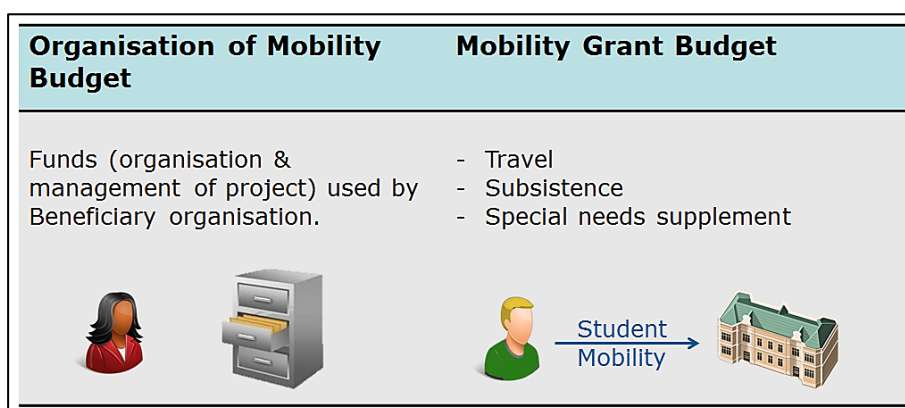 Organisation of Mobility
Budget
Mobility Grant Budget
Funds (organisation &
management of project) used by
Beneficiary organisation.
- Travel
- Subsistence
- Special needs supplement
Student
Mobility